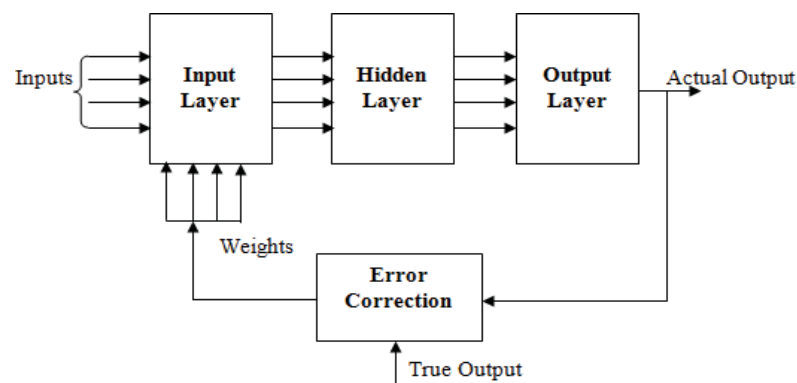 Inputs
Input
Layer
Hidden
Layer
Output
Layer
Actual Output
Weights
Error
Correction
True Output